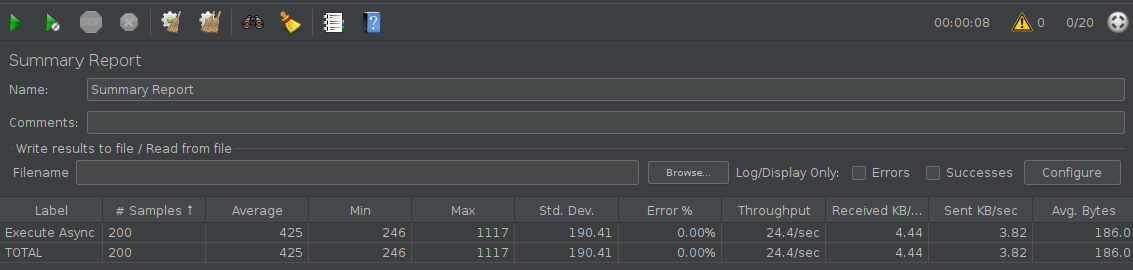 STOP 00:00:08 0 0/20
Summary Report
Name: Summary Report
Comments:
Write results to file / Read from file
Filename Browse... Log/Display Only: Errors Successes Configure
Label # Samples ↑ Average Min Max Std. Dev. Error % Throughput Received KB/... Sent KB/sec Avg. Bytes
Execute Async 200 425 246 1117 190.41 0.00% 24.4/sec 4.44 3.82 186.0
TOTAL 200 425 246 1117 190.41 0.00% 24.4/sec 4.44 3.82 186.0